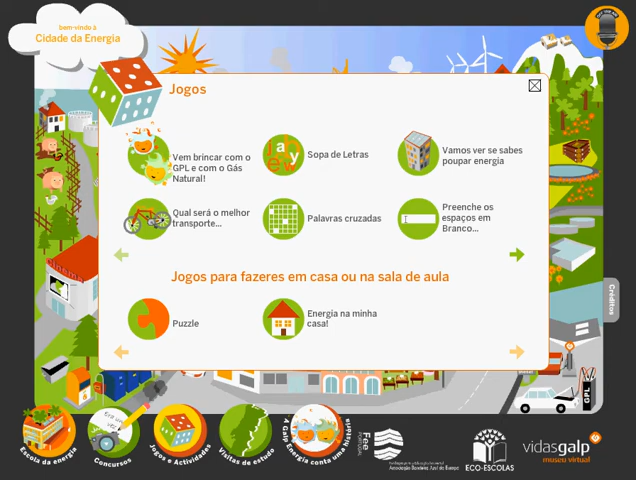 bem-vindo à
Cidade da Energia
Jogos
Vem brincar com o
GPL e com o Gás
Natural!
Sopa de Letras
Vamos ver se sabes
poupar energia
Qual será o melhor
transporte...
Palavras cruzadas
Preenche os
espaços em
Branco...
Jogos para fazeres em casa ou na sala de aula
Puzzle
Energia na minha
casa!
Cinema
Créditos
GPL
Escola da energia
Concursos
Jogos e Actividades
Visitas de estudo
A Galp Energia conta uma história
Fee
PORTUGAL
ECO-ESCOLAS
vidasgalp
museu virtual